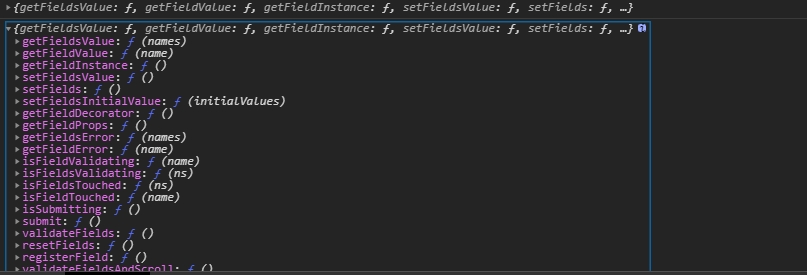 {getFieldsValue: ƒ, getFieldValue: ƒ, getFieldInstance: ƒ, setFieldsValue: ƒ, setFields: ƒ, …}
{getFieldsValue: ƒ, getFieldValue: ƒ, getFieldInstance: ƒ, setFieldsValue: ƒ, setFields: ƒ, …}
getFieldsValue: ƒ (names)
getFieldValue: ƒ (name)
getFieldInstance: ƒ ()
setFieldsValue: ƒ ()
setFields: ƒ ()
setFieldsInitialValue: ƒ (initialValues)
getFieldDecorator: ƒ ()
getFieldProps: ƒ ()
getFieldsError: ƒ (names)
getFieldError: ƒ (name)
isFieldValidating: ƒ (name)
isFieldsValidating: ƒ (ns)
isFieldsTouched: ƒ (ns)
isFieldTouched: ƒ (name)
isSubmitting: ƒ ()
submit: ƒ ()
validateFields: ƒ ()
resetFields: ƒ ()
registerField: ƒ ()
validateFieldsAndScroll: ƒ ()